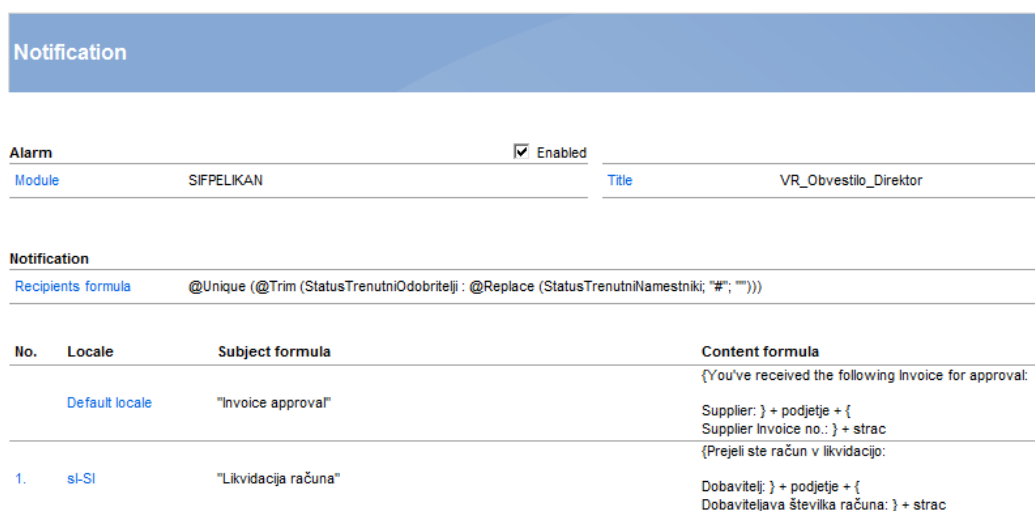 Notification
Alarm Enabled
Module SIFPELIKAN Title VR_Obvestilo_Direktor
Notification
Recipients formula @Unique (@Trim (StatusTrenutniOdobritelji : @Replace (StatusTrenutniNamestniki; "#"; "")))
No. Locale Subject formula Content formula
{You've received the following Invoice for approval:
Default locale "Invoice approval"
Supplier: } + podjetje + {
Supplier Invoice no.: } + strac
{Prejeli ste račun v likvidacijo:
1. sl-SI "Likvidacija računa"
Dobavitelj: } + podjetje + {
Dobaviteljava številka računa: } + strac